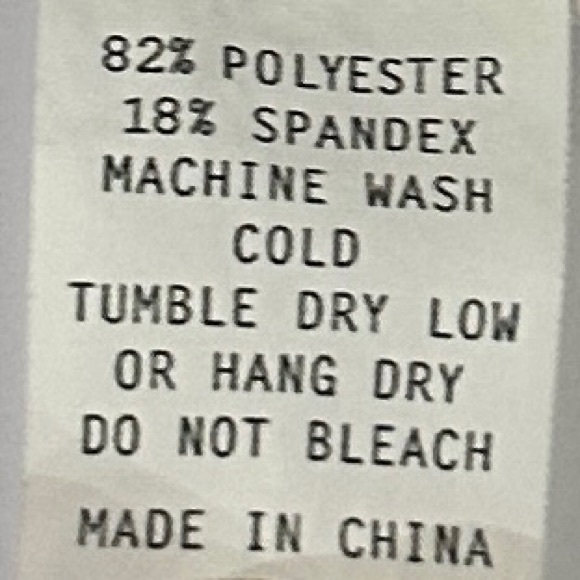 82% POLYESTER
18% SPANDEX
MACHINE WASH
COLD
TUMBLE DRY LOW
OR HANG DRY
DO NOT BLEACH
MADE IN CHINA